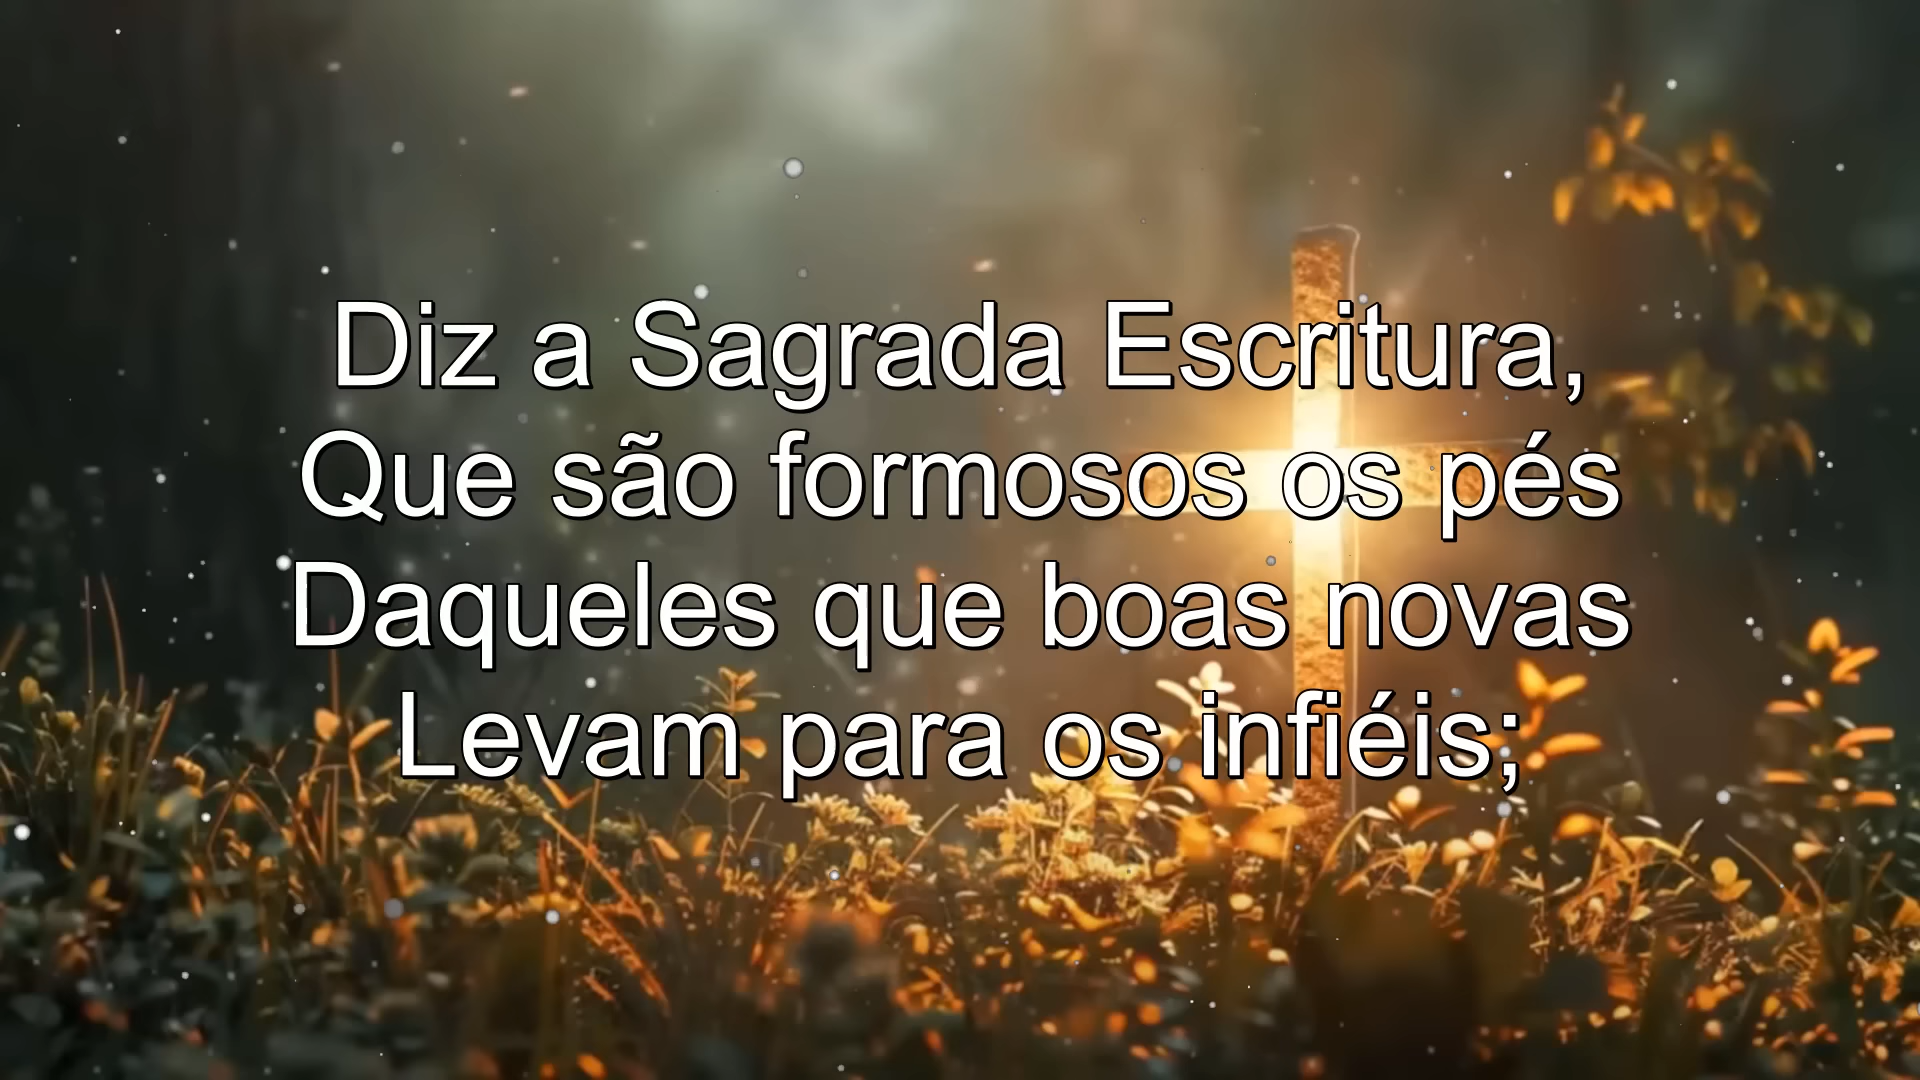 Diz a Sagrada Escritura,
Que são formosos os pés
Daqueles que boas novas
Levam para os infiéis;